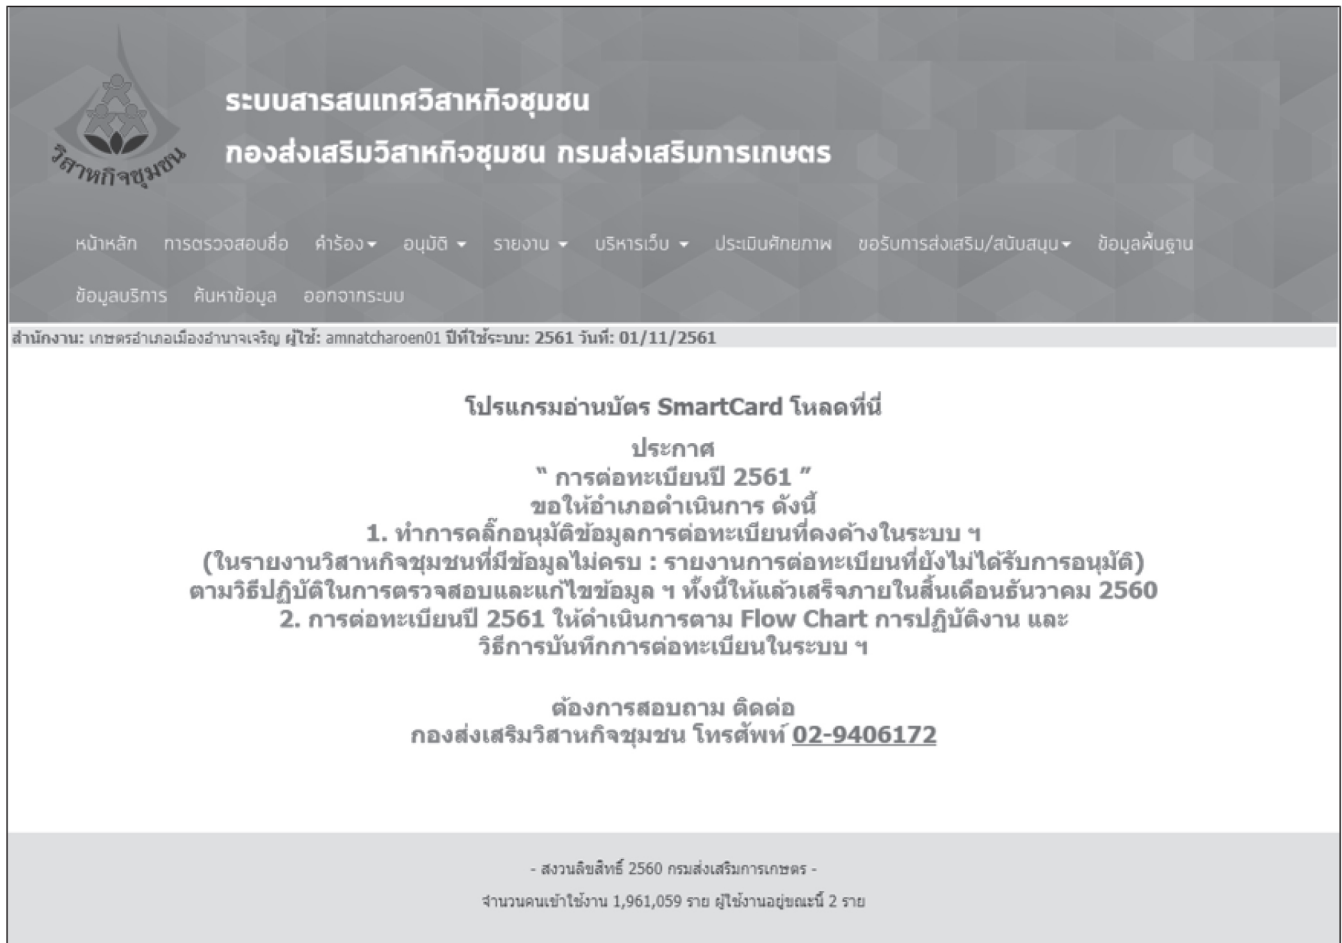 ระบบสารสนเทศวิสาหกิจชุมชน
กองส่งเสริมวิสาหกิจชุมชน กรมส่งเสริมการเกษตร
วิสาหกิจชุมชน
หน้าหลัก การตรวจสอบชื่อ คำร้อง อนุมัติ รายงาน บริหารเว็บ ประเมินศักยภาพ ขอรับการส่งเสริม/สนับสนุน ข้อมูลพื้นฐาน
ข้อมูลบริการ ค้นหาข้อมูล ออกจากระบบ
สำนักงาน: เกษตรอำเภอเมืองอำนาจเจริญ ผู้ใช้: amnatcharoen01 ปีที่ใช้ระบบ: 2561 วันที่: 01/11/2561
โปรแกรมอ่านบัตร SmartCard โหลดที่นี่
ประกาศ
“ การต่อทะเบียนปี 2561 ”
ขอให้อำเภอดำเนินการ ดังนี้
1. ทำการคลิ๊กอนุมัติข้อมูลการต่อทะเบียนที่คงค้างในระบบ ฯ
(ในรายงานวิสาหกิจชุมชนที่มีข้อมูลไม่ครบ : รายงานการต่อทะเบียนที่ยังไม่ได้รับการอนุมัติ)
ตามวิธีปฏิบัติในการตรวจสอบและแก้ไขข้อมูล ฯ ทั้งนี้ให้แล้วเสร็จภายในสิ้นเดือนธันวาคม 2560
2. การต่อทะเบียนปี 2561 ให้ดำเนินการตาม Flow Chart การปฏิบัติงาน และ
วิธีการบันทึกการต่อทะเบียนในระบบ ฯ
ต้องการสอบถาม ติดต่อ
กองส่งเสริมวิสาหกิจชุมชน โทรศัพท์ 02-9406172
- สงวนลิขสิทธิ์ 2560 กรมส่งเสริมการเกษตร -
จำนวนคนเข้าใช้งาน 1,961,059 ราย ผู้ใช้งานอยู่ขณะนี้ 2 ราย